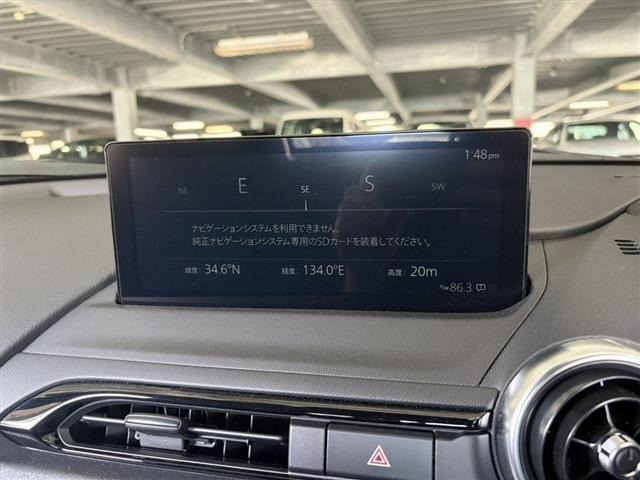 1:48pm
NE E SE S SW
ナビゲーションシステムを利用できません。
純正ナビゲーションシステム専用のSDカードを装着してください。
緯度: 34.6°N 経度: 134.0°E 高度: 20m
86.3